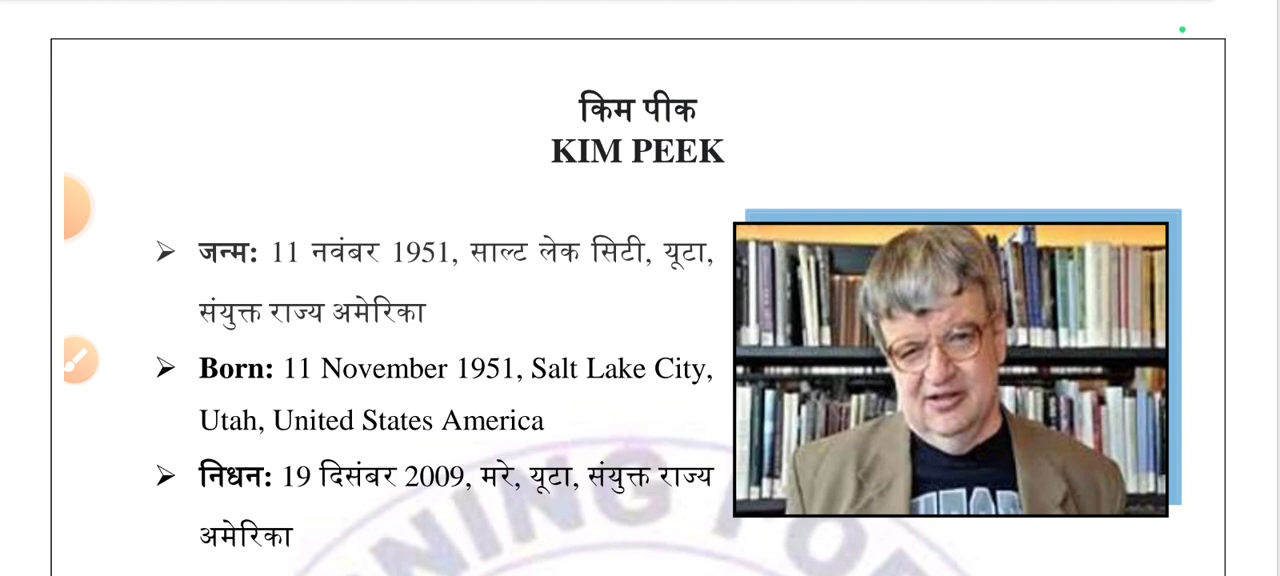 किम पीक
KIM PEEK
➢ जन्म: 11 नवंबर 1951, साल्ट लेक सिटी, यूटा,
संयुक्त राज्य अमेरिका
➢ Born: 11 November 1951, Salt Lake City,
Utah, United States America
➢ निधन: 19 दिसंबर 2009, मरे, यूटा, संयुक्त राज्य
अमेरिका